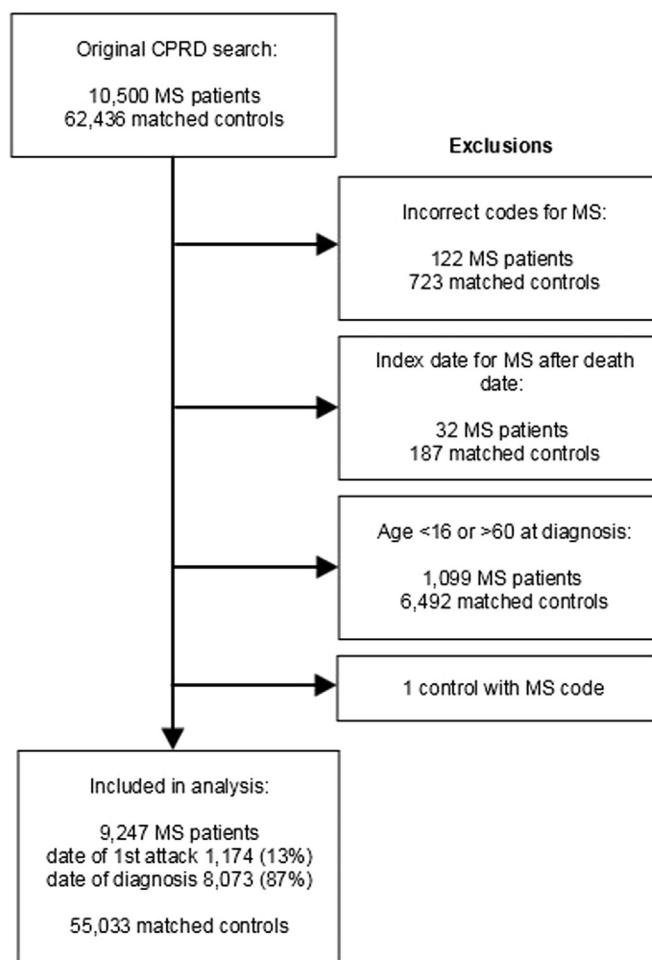 Original CPRD search:
10,500 MS patients
62,436 matched controls
Exclusions
Incorrect codes for MS:
122 MS patients
723 matched controls
Index date for MS after death
date:
32 MS patients
187 matched controls
Age <16 or >60 at diagnosis:
1,099 MS patients
6,492 matched controls
1 control with MS code
Included in analysis:
9,247 MS patients
date of 1st attack 1,174 (13%)
date of diagnosis 8,073 (87%)
55,033 matched controls